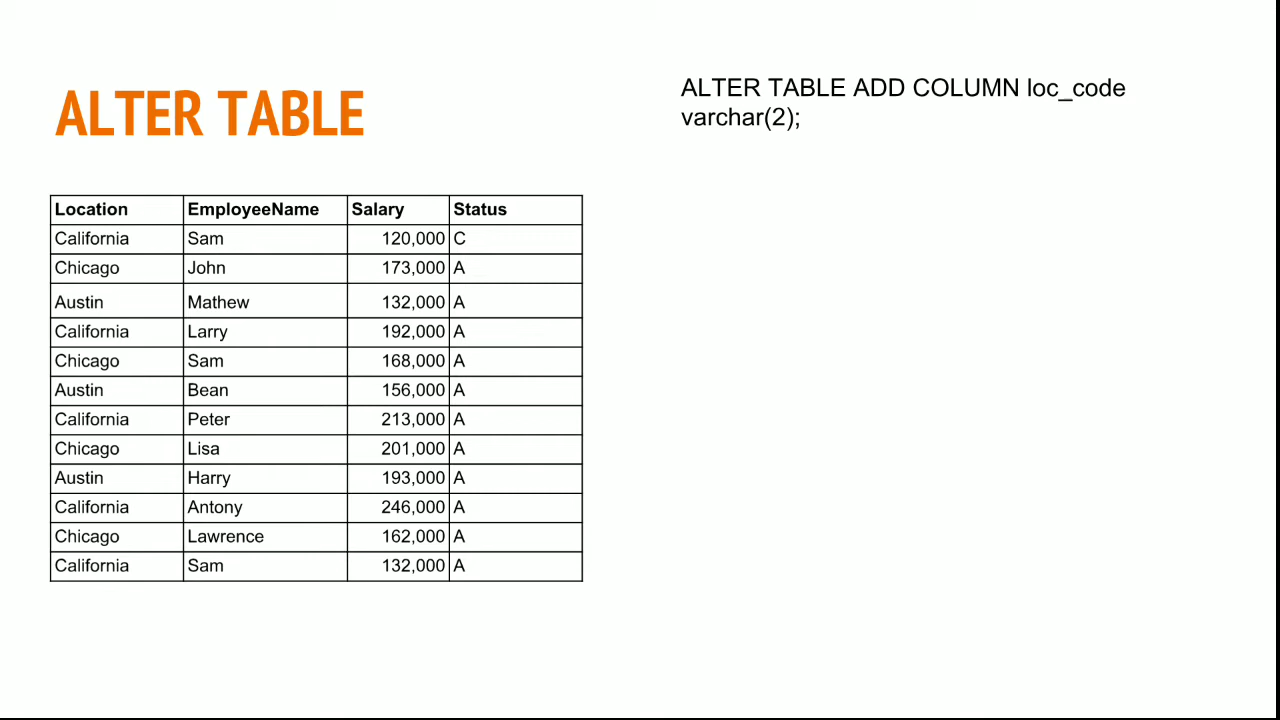 ALTER TABLE
ALTER TABLE ADD COLUMN loc_code
varchar(2);
Location EmployeeName Salary Status
California Sam 120,000 C
Chicago John 173,000 A
Austin Mathew 132,000 A
California Larry 192,000 A
Chicago Sam 168,000 A
Austin Bean 156,000 A
California Peter 213,000 A
Chicago Lisa 201,000 A
Austin Harry 193,000 A
California Antony 246,000 A
Chicago Lawrence 162,000 A
California Sam 132,000 A